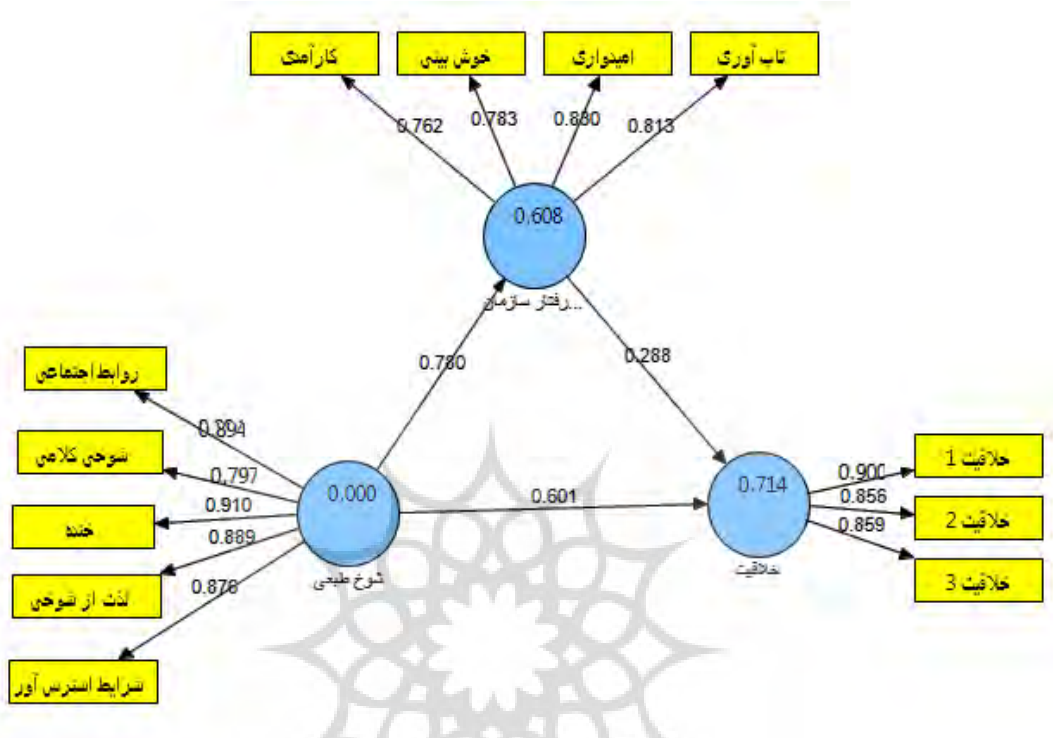 کارآمدی
خوش بینی
امیدواری
تاب آوری
0.762
0.783
0.880
0.813
0.608
رفتار سازمان...
0.780
0.288
روابط اجتماعی
شوخی کلامی
خنده
لذت از شوخی
شرایط استرس آور
0.894
0.797
0.910
0.889
0.876
0.000
شوخ طبعی
0.601
0.714
خلاقیت
0.900
0.856
0.859
خلاقیت 1
خلاقیت 2
خلاقیت 3